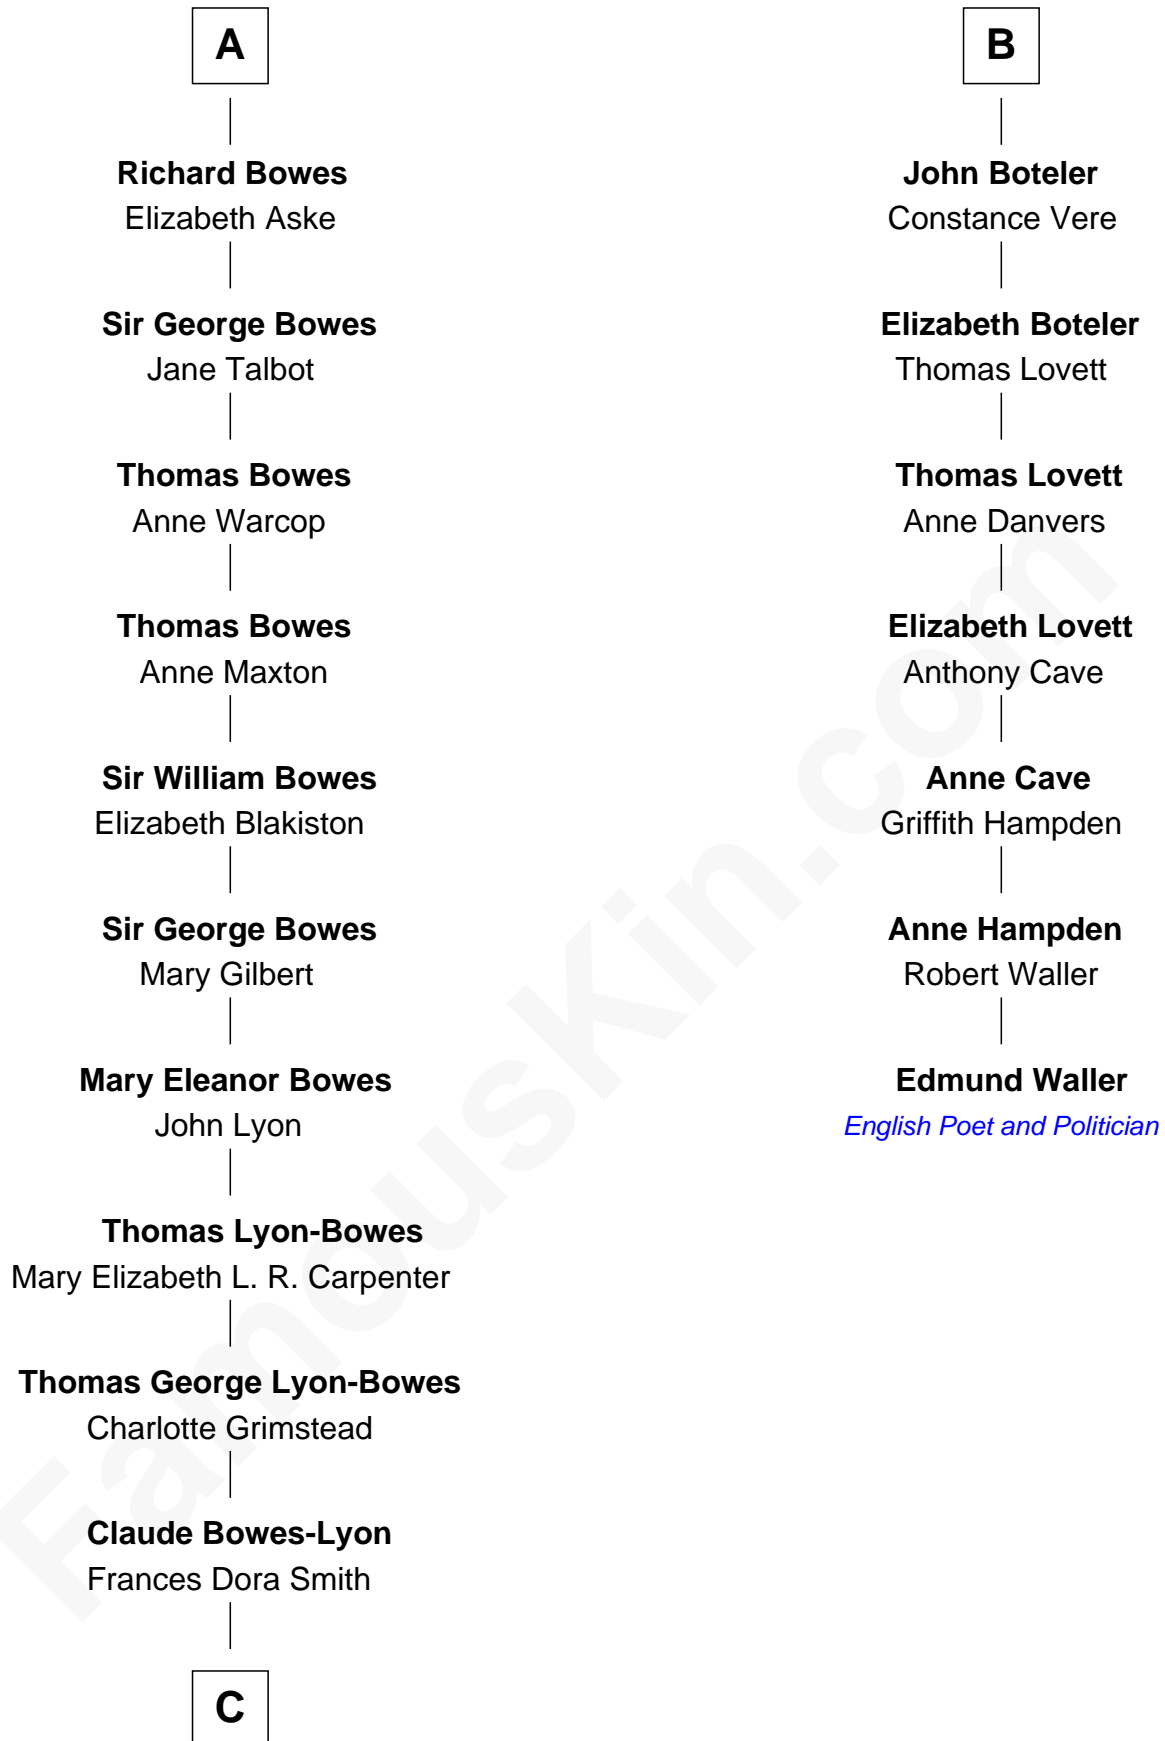 A
Richard Bowes
Elizabeth Aske
Sir George Bowes
Jane Talbot
Thomas Bowes
Anne Warcop
Thomas Bowes
Anne Maxton
Sir William Bowes
Elizabeth Blakiston
Sir George Bowes
Mary Gilbert
Mary Eleanor Bowes
John Lyon
Thomas Lyon-Bowes
Mary Elizabeth L. R. Carpenter
Thomas George Lyon-Bowes
Charlotte Grimstead
Claude Bowes-Lyon
Frances Dora Smith
C
B
John Boteler
Constance Vere
Elizabeth Boteler
Thomas Lovett
Thomas Lovett
Anne Danvers
Elizabeth Lovett
Anthony Cave
Anne Cave
Griffith Hampden
Anne Hampden
Robert Waller
Edmund Waller
English Poet and Politician
FamousKin.com